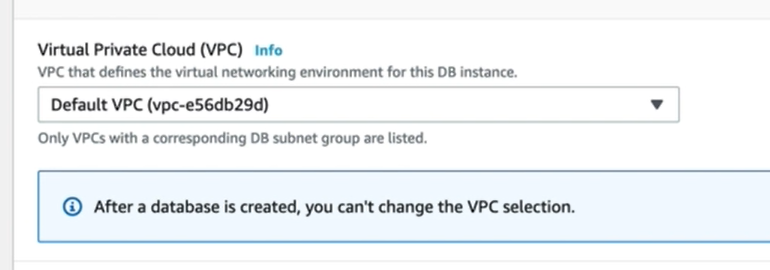 Virtual Private Cloud (VPC) Info
VPC that defines the virtual networking environment for this DB instance.
Default VPC (vpc-e56db29d)
Only VPCs with a corresponding DB subnet group are listed.
After a database is created, you can't change the VPC selection.